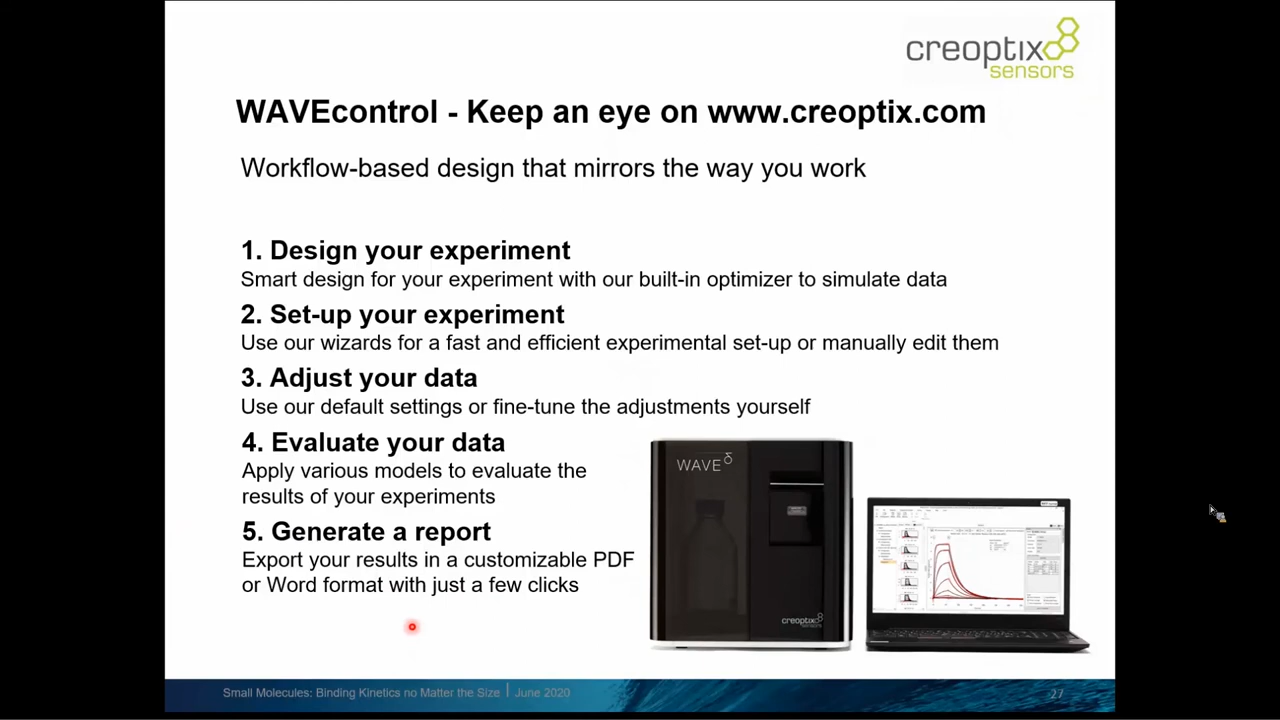 creoptix
sensors
WAVEcontrol - Keep an eye on www.creoptix.com
Workflow-based design that mirrors the way you work
1. Design your experiment
Smart design for your experiment with our built-in optimizer to simulate data
2. Set-up your experiment
Use our wizards for a fast and efficient experimental set-up or manually edit them
3. Adjust your data
Use our default settings or fine-tune the adjustments yourself
4. Evaluate your data
Apply various models to evaluate the
results of your experiments
5. Generate a report
Export your results in a customizable PDF
or Word format with just a few clicks
WAVE δ
creoptix
sensors
Small Molecules: Binding Kinetics no Matter the Size | June 2020
27